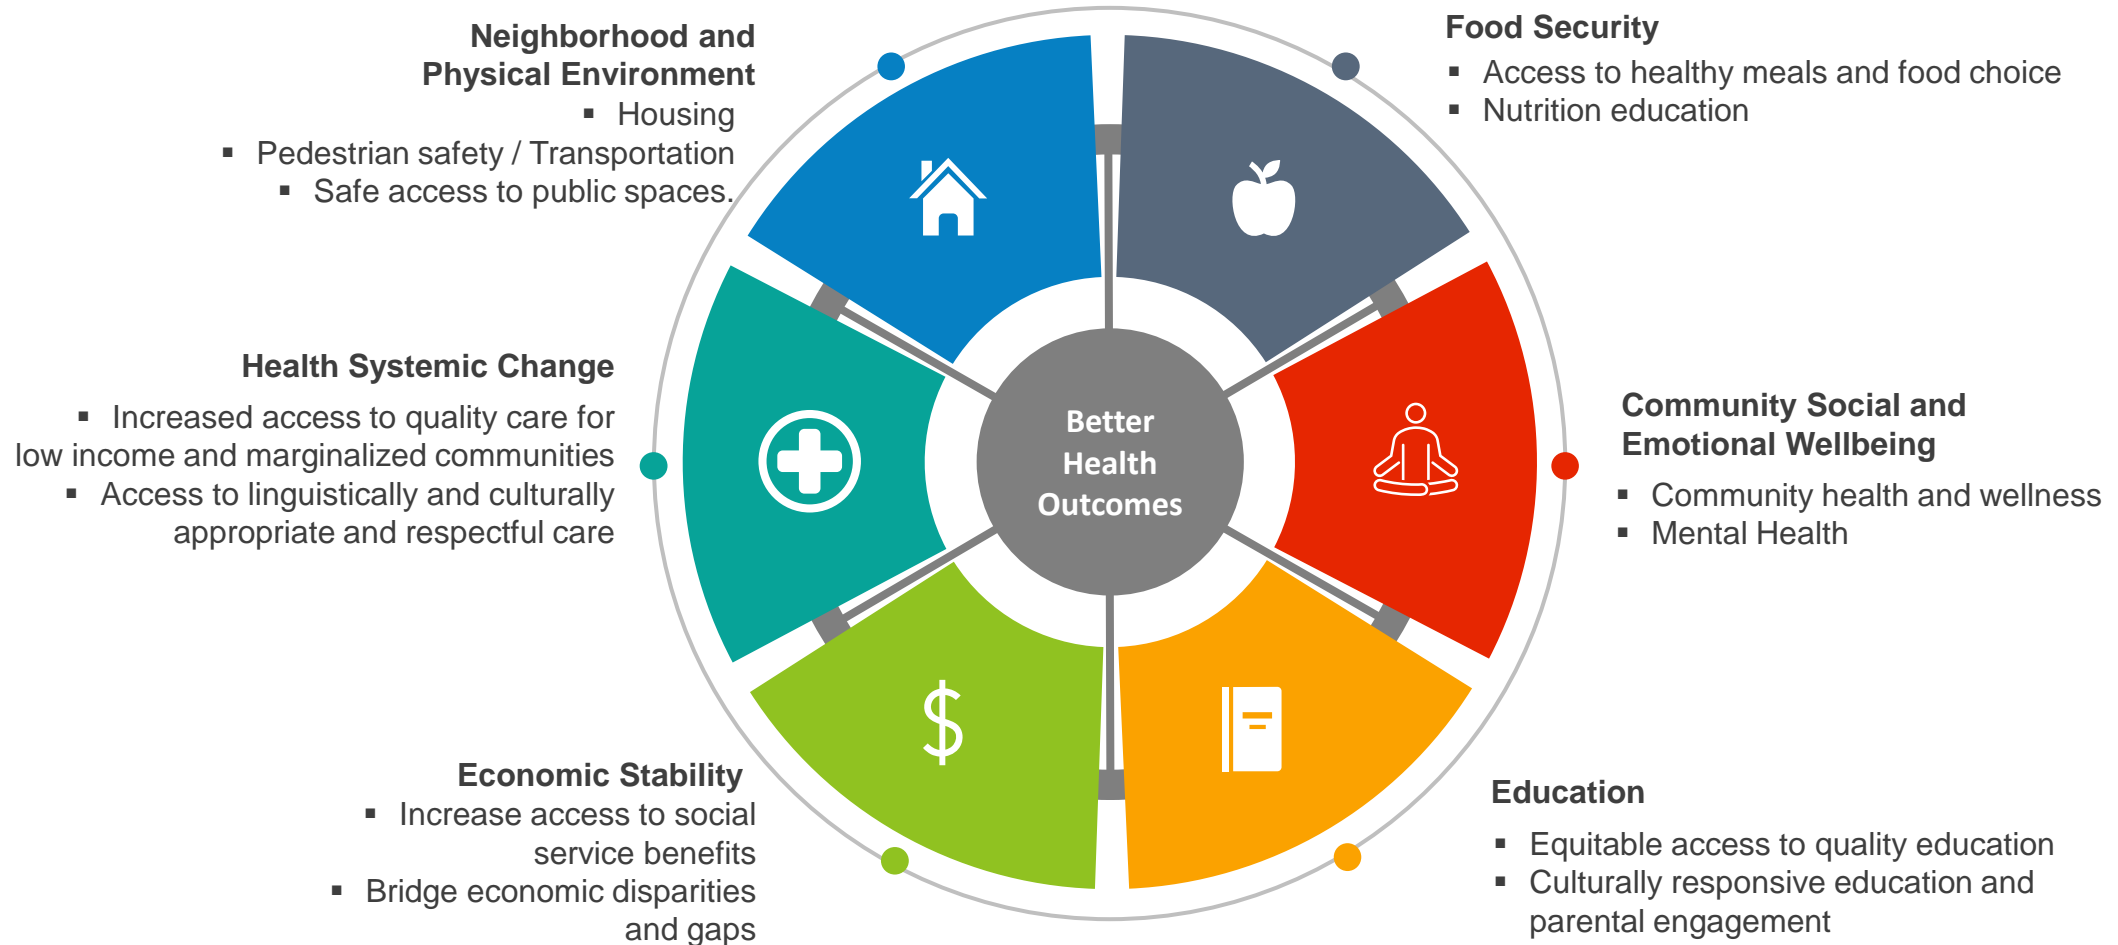 Neighborhood and
Physical Environment
▪ Housing
▪ Pedestrian safety / Transportation
▪ Safe access to public spaces.
Food Security
▪ Access to healthy meals and food choice
▪ Nutrition education
Health Systemic Change
▪ Increased access to quality care for
low income and marginalized communities
▪ Access to linguistically and culturally
appropriate and respectful care
Better
Health
Outcomes
Community Social and
Emotional Wellbeing
▪ Community health and wellness
▪ Mental Health
$
Economic Stability
▪ Increase access to social
service benefits
▪ Bridge economic disparities
and gaps
Education
▪ Equitable access to quality education
▪ Culturally responsive education and
parental engagement